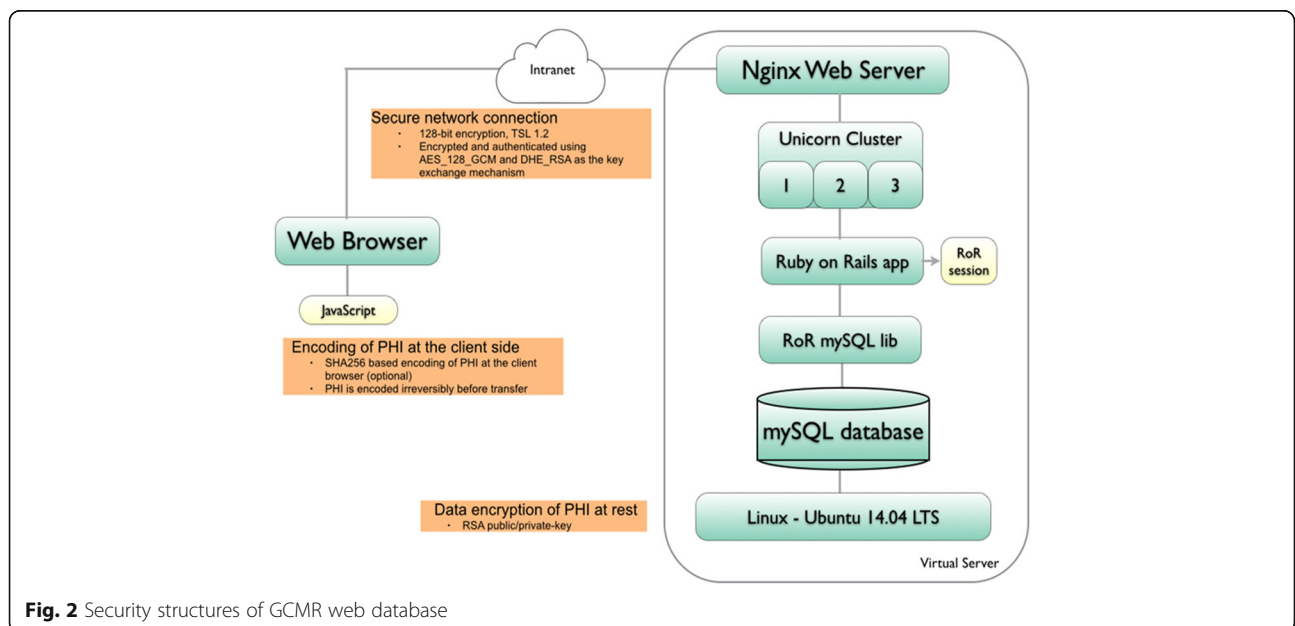 Intranet
Nginx Web Server
Secure network connection
· 128-bit encryption, TSL 1.2
· Encrypted and authenticated using
AES_128_GCM and DHE_RSA as the key
exchange mechanism
Unicorn Cluster
1 2 3
Web Browser
Ruby on Rails app
RoR
session
JavaScript
Encoding of PHI at the client side
· SHA256 based encoding of PHI at the client
browser (optional)
· PHI is encoded irreversibly before transfer
RoR mySQL lib
mySQL database
Data encryption of PHI at rest
· RSA public/private-key
Linux - Ubuntu 14.04 LTS
Virtual Server
Fig. 2 Security structures of GCMR web database